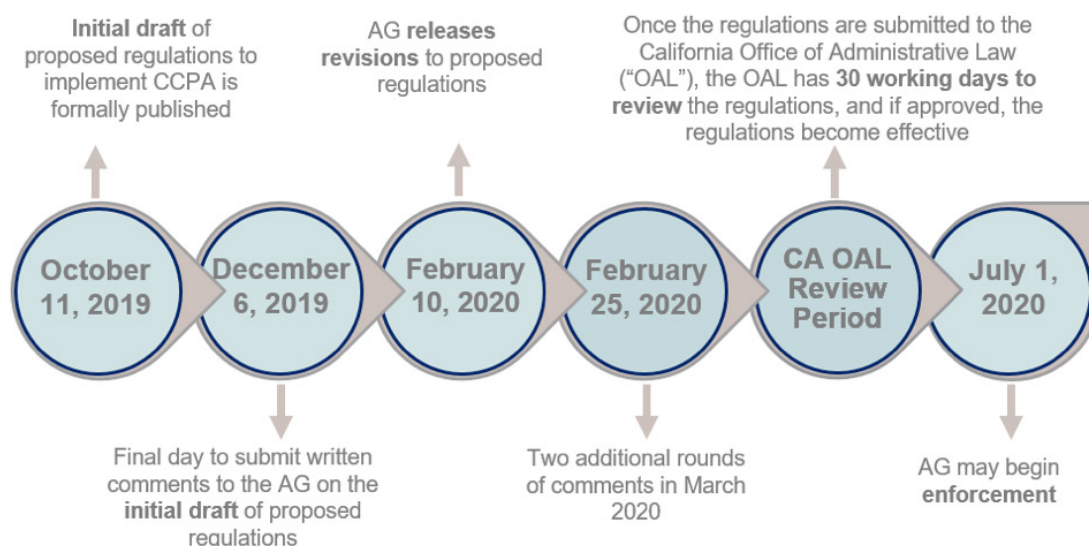 Initial draft of
proposed regulations to
implement CCPA is
formally published
AG releases
revisions to proposed
regulations
Once the regulations are submitted to the
California Office of Administrative Law
(“OAL”), the OAL has 30 working days to
review the regulations, and if approved, the
regulations become effective
October
11, 2019
December
6, 2019
February
10, 2020
February
25, 2020
CA OAL
Review
Period
July 1,
2020
Final day to submit written
comments to the AG on the
initial draft of proposed
regulations
Two additional rounds
of comments in March
2020
AG may begin
enforcement